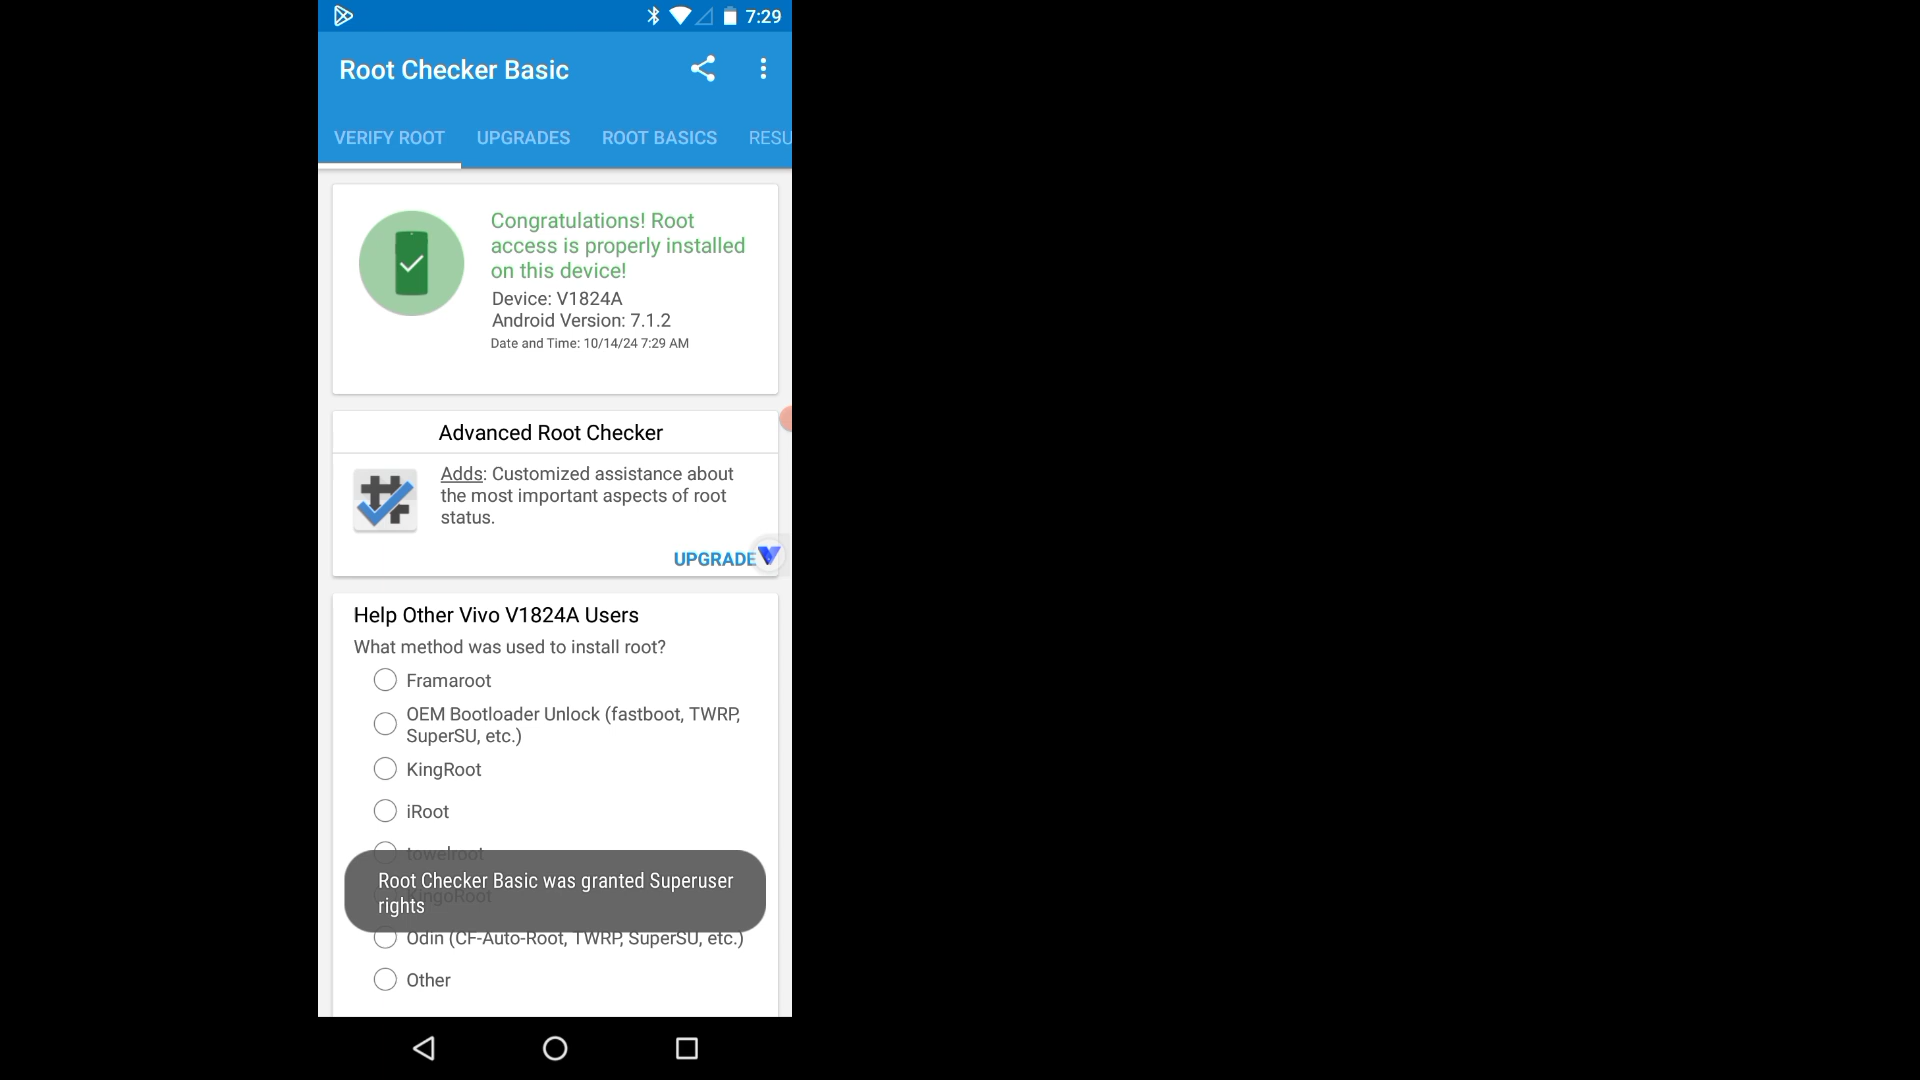 7:29
Root Checker Basic
VERIFY ROOT
UPGRADES
ROOT BASICS
RESU
Congratulations! Root
access is properly installed
on this device!
Device: V1824A
Android Version: 7.1.2
Date and Time: 10/14/24 7:29 AM
Advanced Root Checker
Adds: Customized assistance about
the most important aspects of root
status.
UPGRADE
Help Other Vivo V1824A Users
What method was used to install root?
Framaroot
OEM Bootloader Unlock (fastboot, TWRP,
SuperSU, etc.)
KingRoot
iRoot
towelroot
Root Checker Basic was granted Superuser
rights
KingoRoot
Odin (CF-Auto-Root, TWRP, SuperSU, etc.)
Other